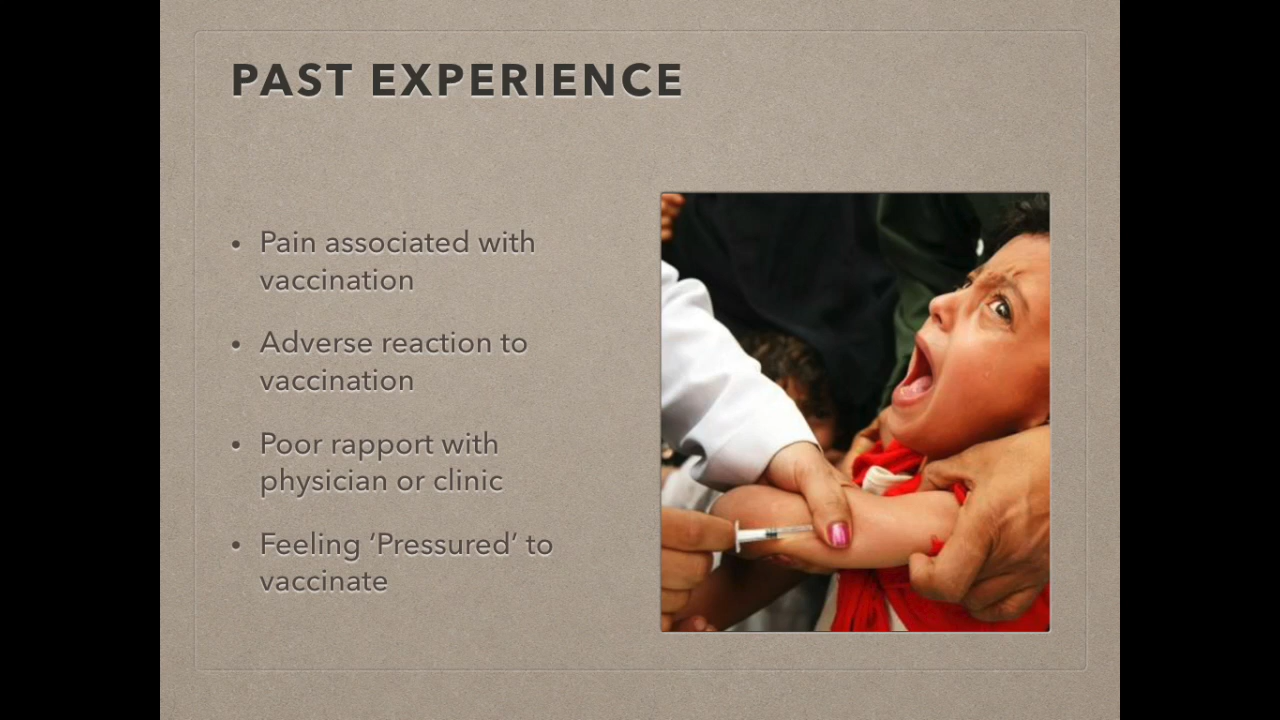 PAST EXPERIENCE
• Pain associated with
vaccination
• Adverse reaction to
vaccination
• Poor rapport with
physician or clinic
• Feeling ‘Pressured’ to
vaccinate